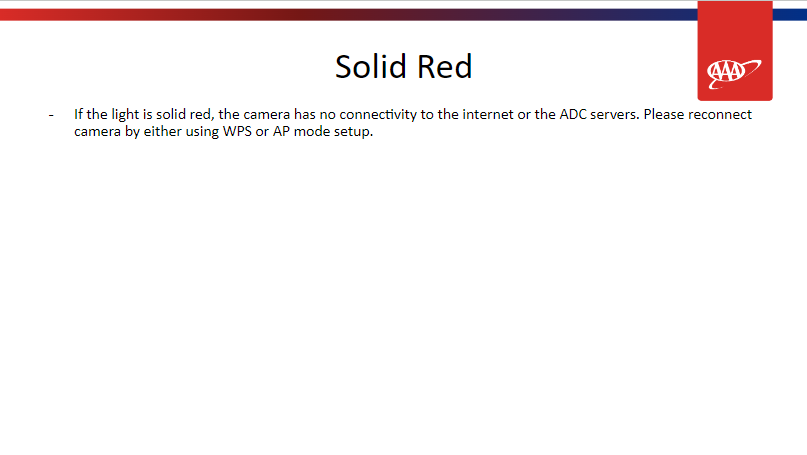 Solid Red
AAA
- If the light is solid red, the camera has no connectivity to the internet or the ADC servers. Please reconnect
camera by either using WPS or AP mode setup.